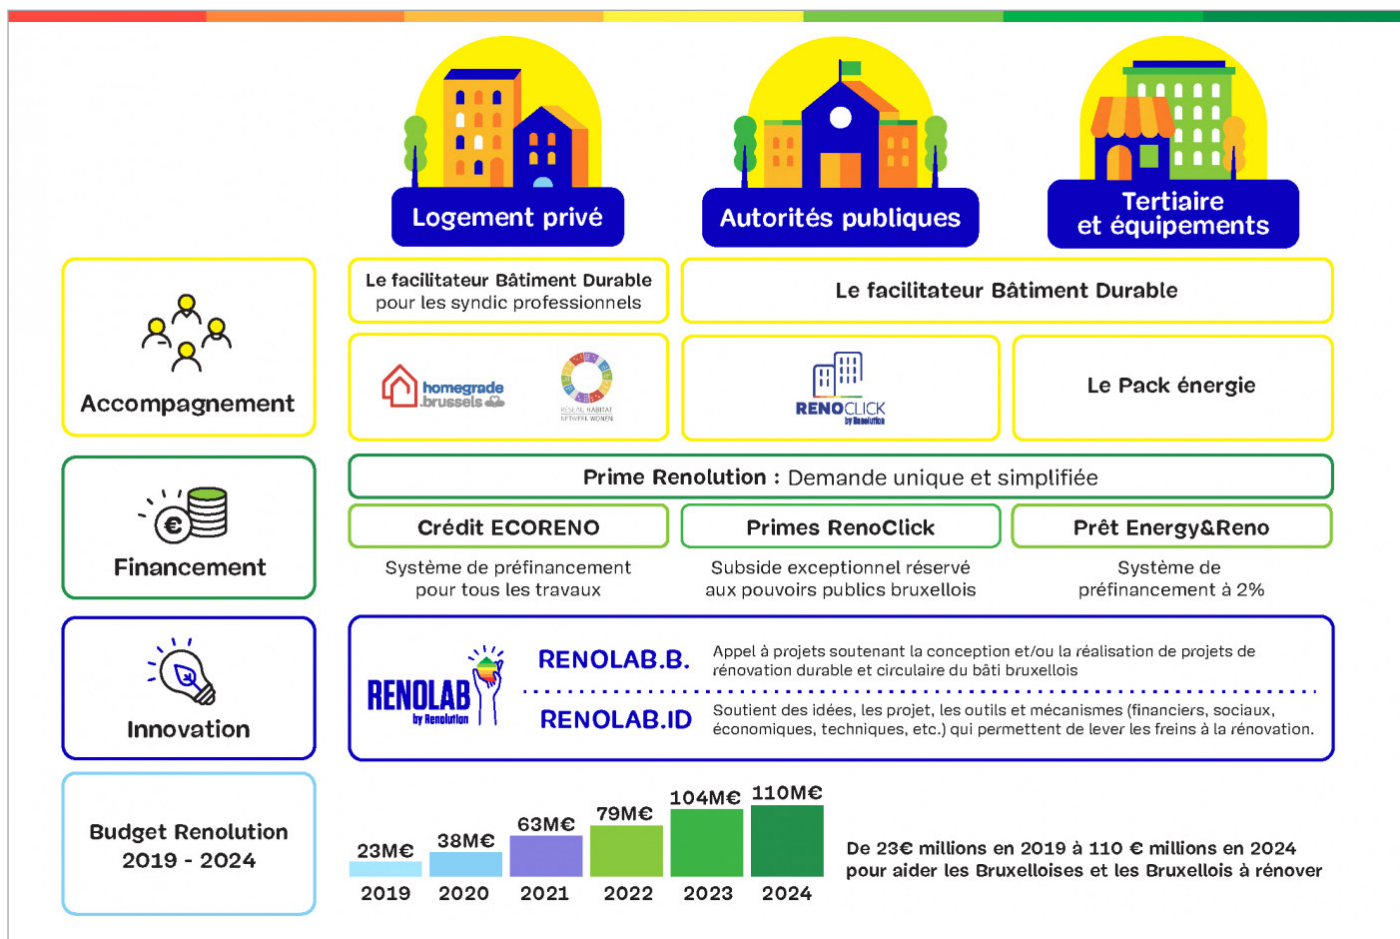 Logement privé
Autorités publiques
Tertiaire
et équipements
Accompagnement
Le facilitateur Bâtiment Durable
pour les syndic professionnels
Le facilitateur Bâtiment Durable
homegrade
.brussels
RÉSEAU HABITAT
NETWERK WONEN
RENOCLICK
by Renolution
Le Pack énergie
Financement
Prime Renolution : Demande unique et simplifiée
Crédit ECORENO
Système de préfinancement
pour tous les travaux
Primes RenoClick
Subside exceptionnel réservé
aux pouvoirs publics bruxellois
Prêt Energy&Reno
Système de
préfinancement à 2%
Innovation
RENOLAB
by Renolution
RENOLAB.B.
Appel à projets soutenant la conception et/ou la réalisation de projets de
rénovation durable et circulaire du bâti bruxellois
RENOLAB.ID
Soutient des idées, les projet, les outils et mécanismes (financiers, sociaux,
économiques, techniques, etc.) qui permettent de lever les freins à la rénovation.
Budget Renolution
2019 - 2024
23M€
38M€
63M€
79M€
104M€
110M€
2019
2020
2021
2022
2023
2024
De 23€ millions en 2019 à 110 € millions en 2024
pour aider les Bruxelloises et les Bruxellois à rénover